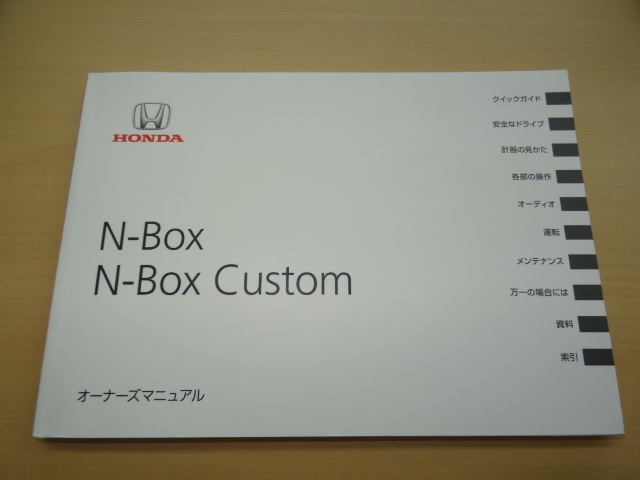 HONDA
N-Box
N-Box Custom
オーナーズマニュアル
クイックガイド
安全なドライブ
計器の見かた
各部の操作
オーディオ
運転
メンテナンス
万一の場合には
資料
索引